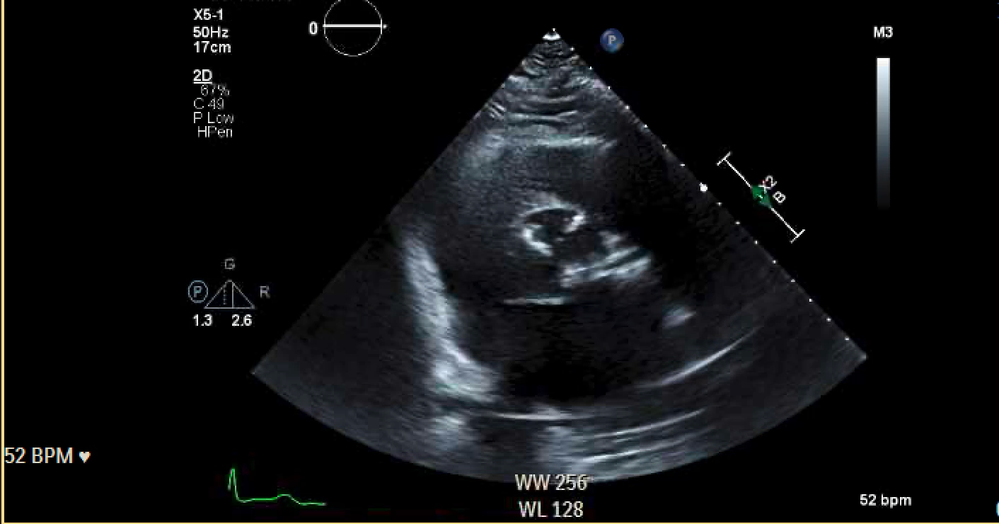 X5-1
50Hz
17cm
0
P
M3
2D
67%
C 49
P Low
HPen
X2
B
G
P
R
1.3 2.6
52 BPM ♥
WW 256
WL 128
52 bpm